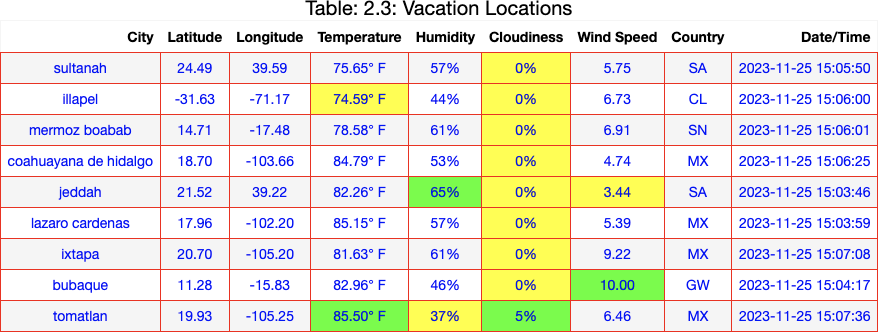 Table: 2.3: Vacation Locations
City Latitude Longitude Temperature Humidity Cloudiness Wind Speed Country Date/Time
sultanah 24.49 39.59 75.65° F 57% 0% 5.75 SA 2023-11-25 15:05:50
illapel -31.63 -71.17 74.59° F 44% 0% 6.73 CL 2023-11-25 15:06:00
mermoz boabab 14.71 -17.48 78.58° F 61% 0% 6.91 SN 2023-11-25 15:06:01
coahuayana de hidalgo 18.70 -103.66 84.79° F 53% 0% 4.74 MX 2023-11-25 15:06:25
jeddah 21.52 39.22 82.26° F 65% 0% 3.44 SA 2023-11-25 15:03:46
lazaro cardenas 17.96 -102.20 85.15° F 57% 0% 5.39 MX 2023-11-25 15:03:59
ixtapa 20.70 -105.20 81.63° F 61% 0% 9.22 MX 2023-11-25 15:07:08
bubaque 11.28 -15.83 82.96° F 46% 0% 10.00 GW 2023-11-25 15:04:17
tomatlan 19.93 -105.25 85.50° F 37% 5% 6.46 MX 2023-11-25 15:07:36